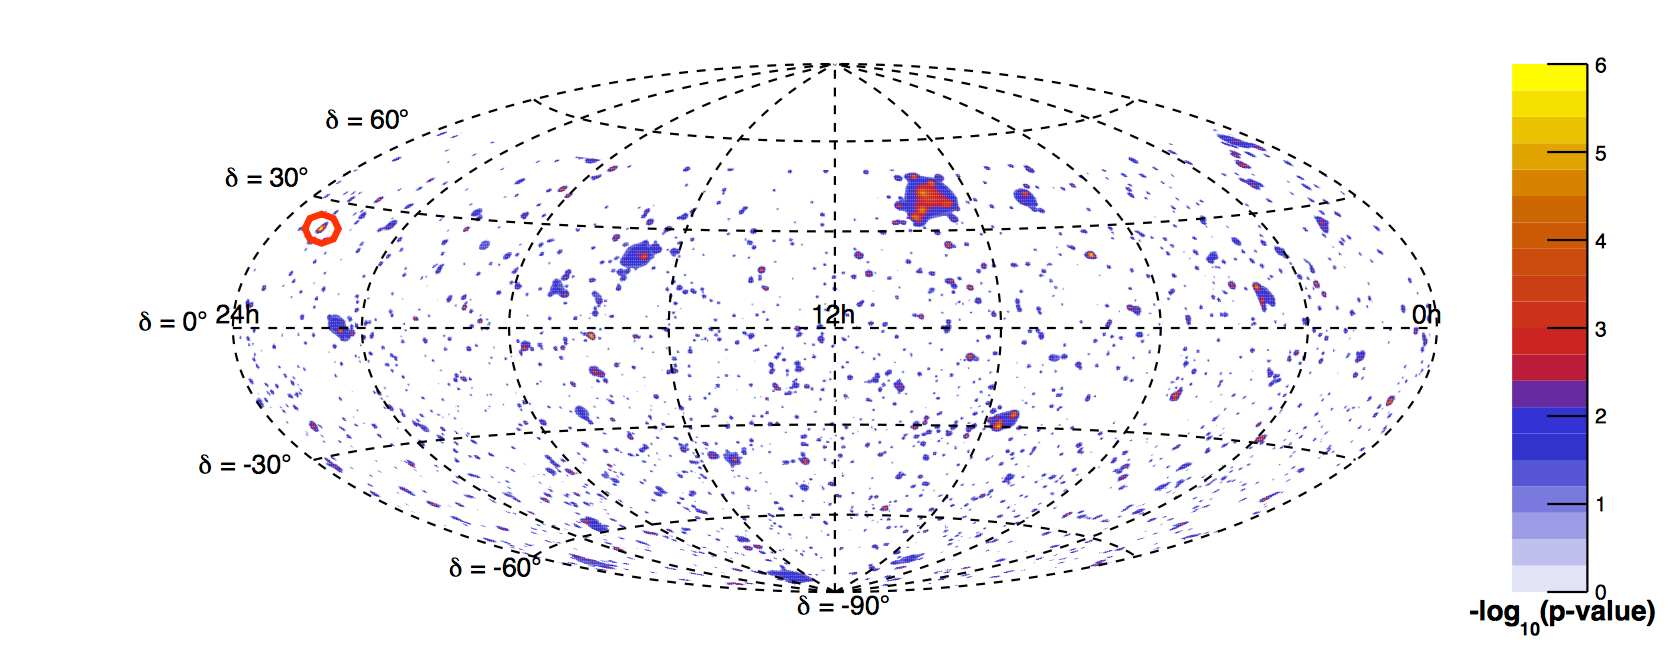 δ = 60°
δ = 30°
δ = 0° 24h 12h 0h
δ = -30°
δ = -60°
δ = -90°
6
5
4
3
2
1
0
-log10(p-value)